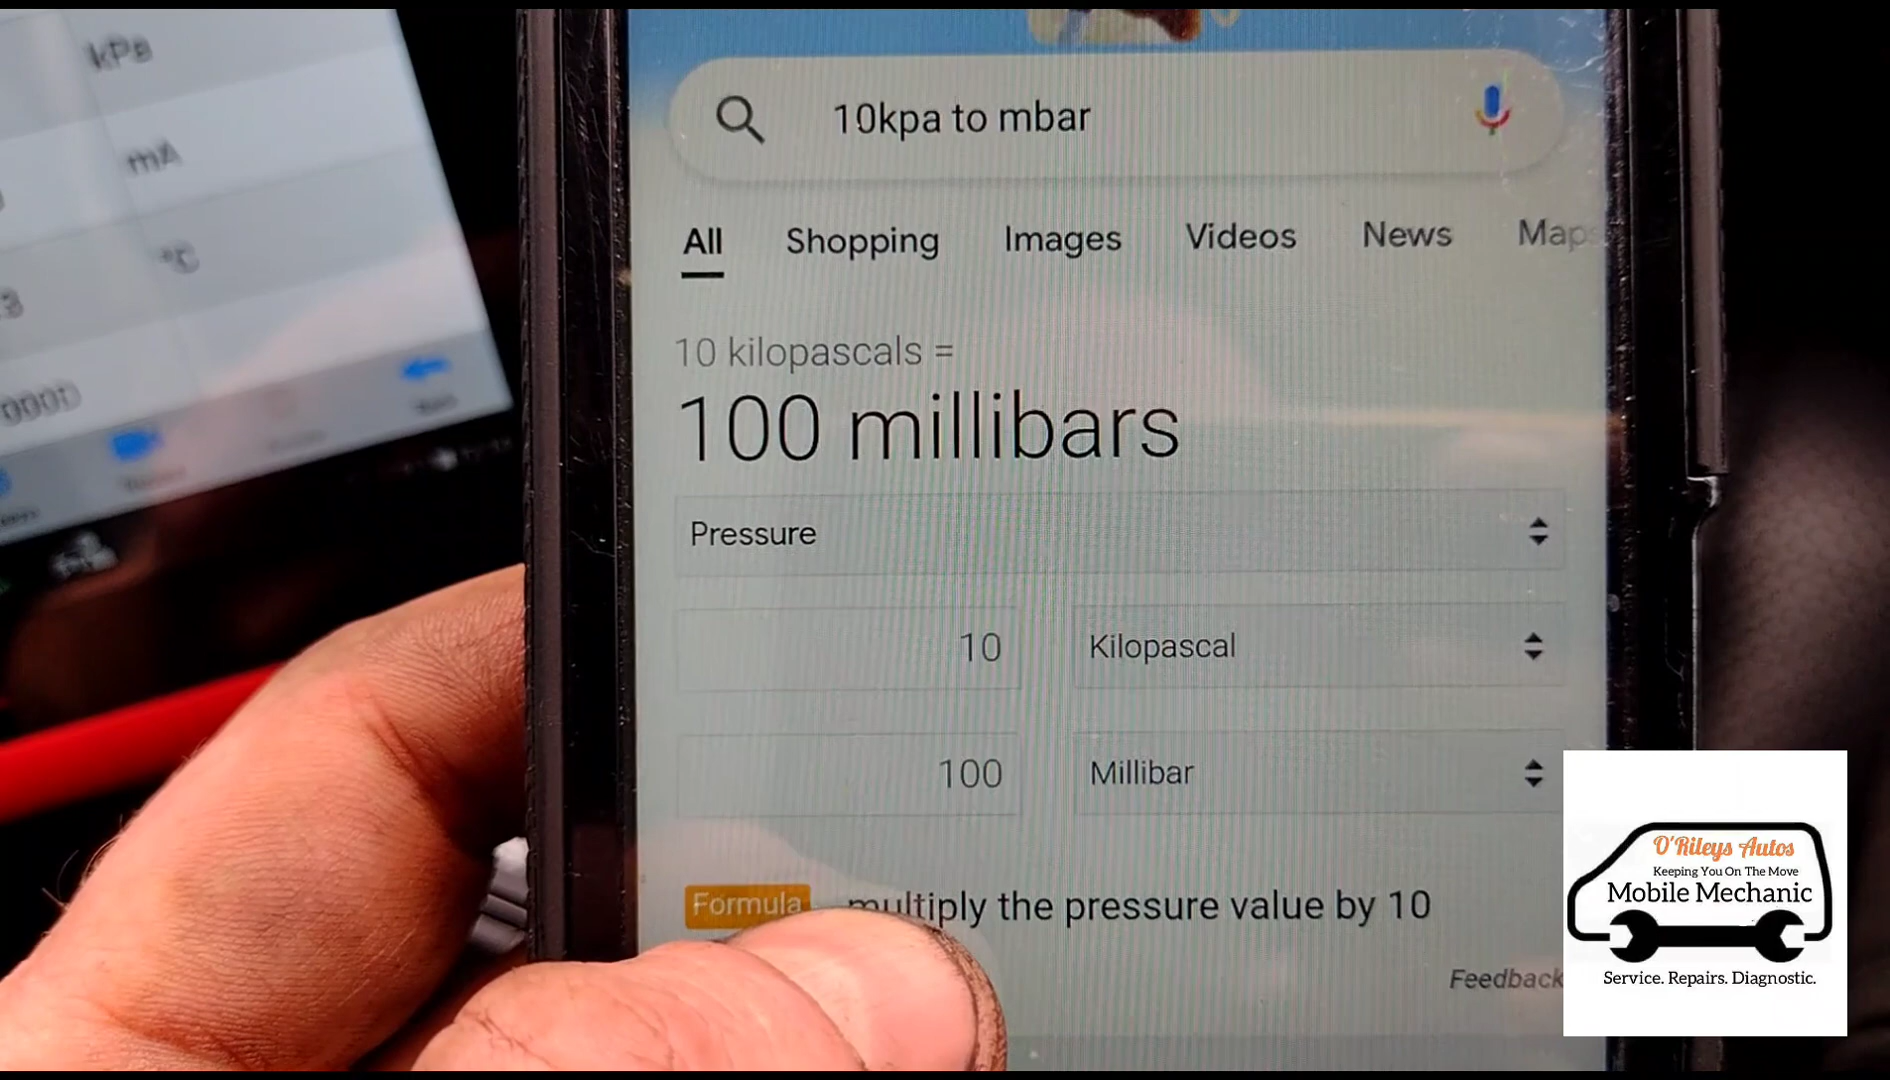 kPa
mA
°C
3
10kpa to mbar
All Shopping Images Videos News Maps
10 kilopascals =
100 millibars
Pressure
10 Kilopascal
100 Millibar
Formula multiply the pressure value by 10
Feedback
O'Rileys Autos
Keeping You On The Move
Mobile Mechanic
Service. Repairs. Diagnostic.